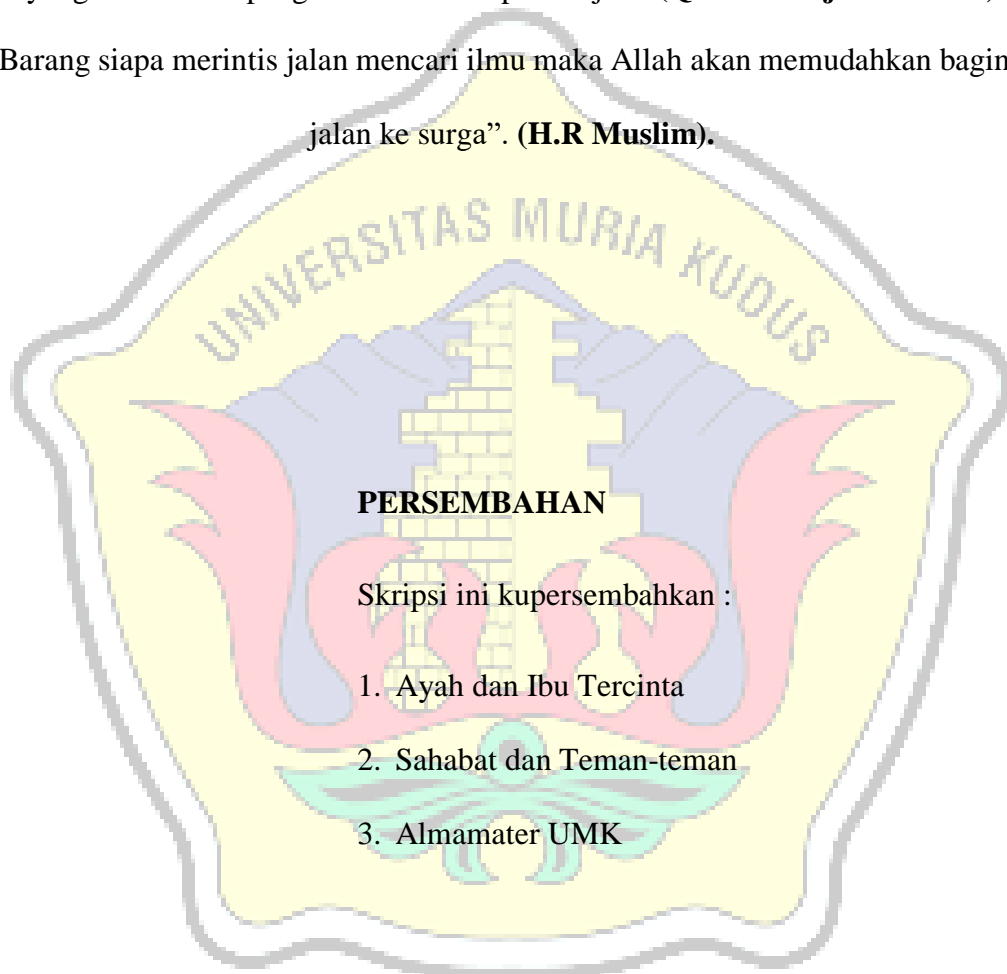 Barang siapa merintis jalan mencari ilmu maka Allah akan memudahkan
jalan ke surga”. (H.R Muslim).
UNIVERSITAS MURIA KUDUS
PERSEMBAHAN
Skripsi ini kupersembahkan :
1. Ayah dan Ibu Tercinta
2. Sahabat dan Teman-teman
3. Almamater UMK